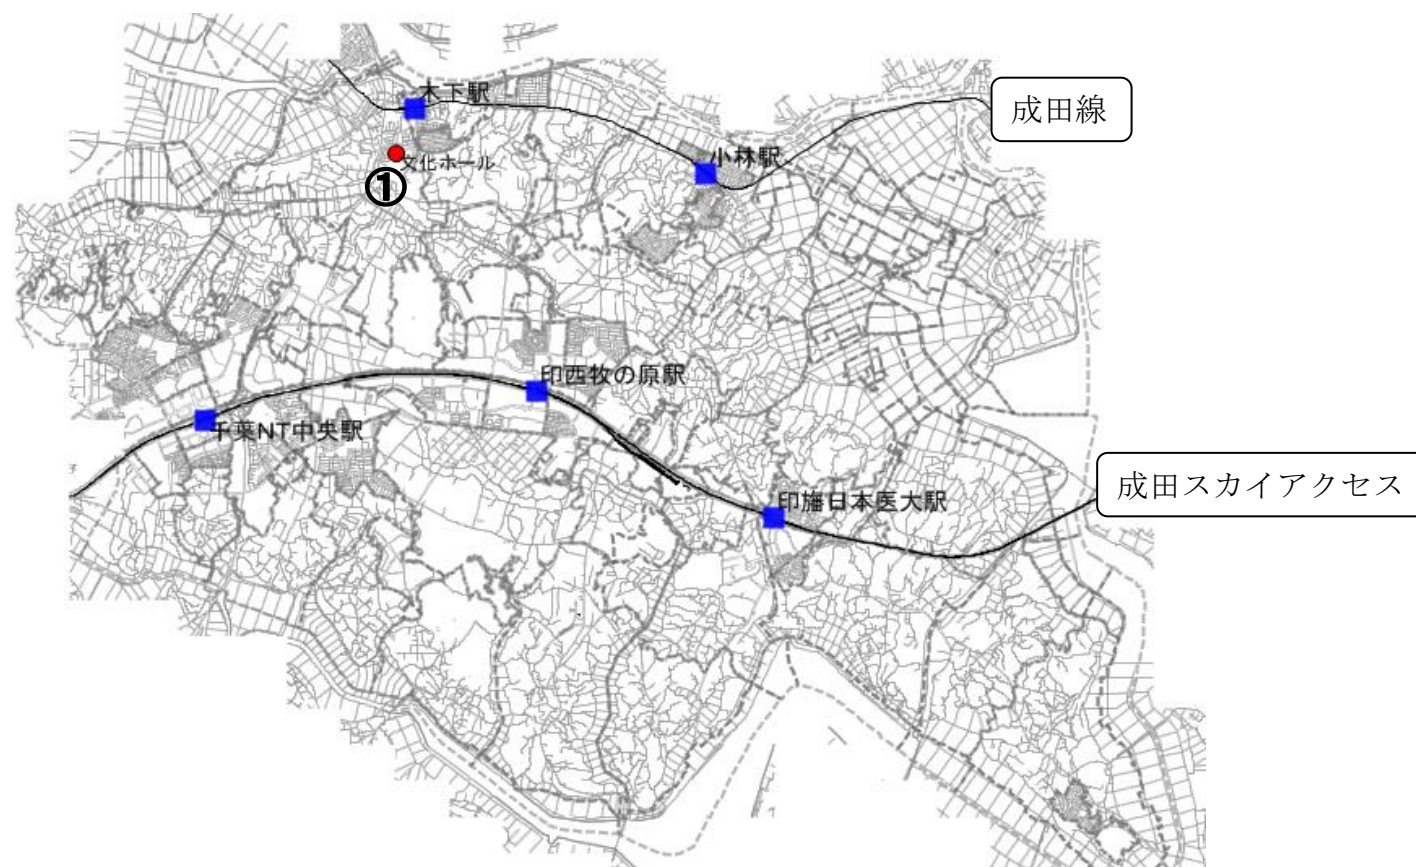 木下駅
成田線
文化ホール
①
小林駅
印西牧の原駅
千葉NT中央駅
子
成田スカイアクセス
印旛日本医大駅